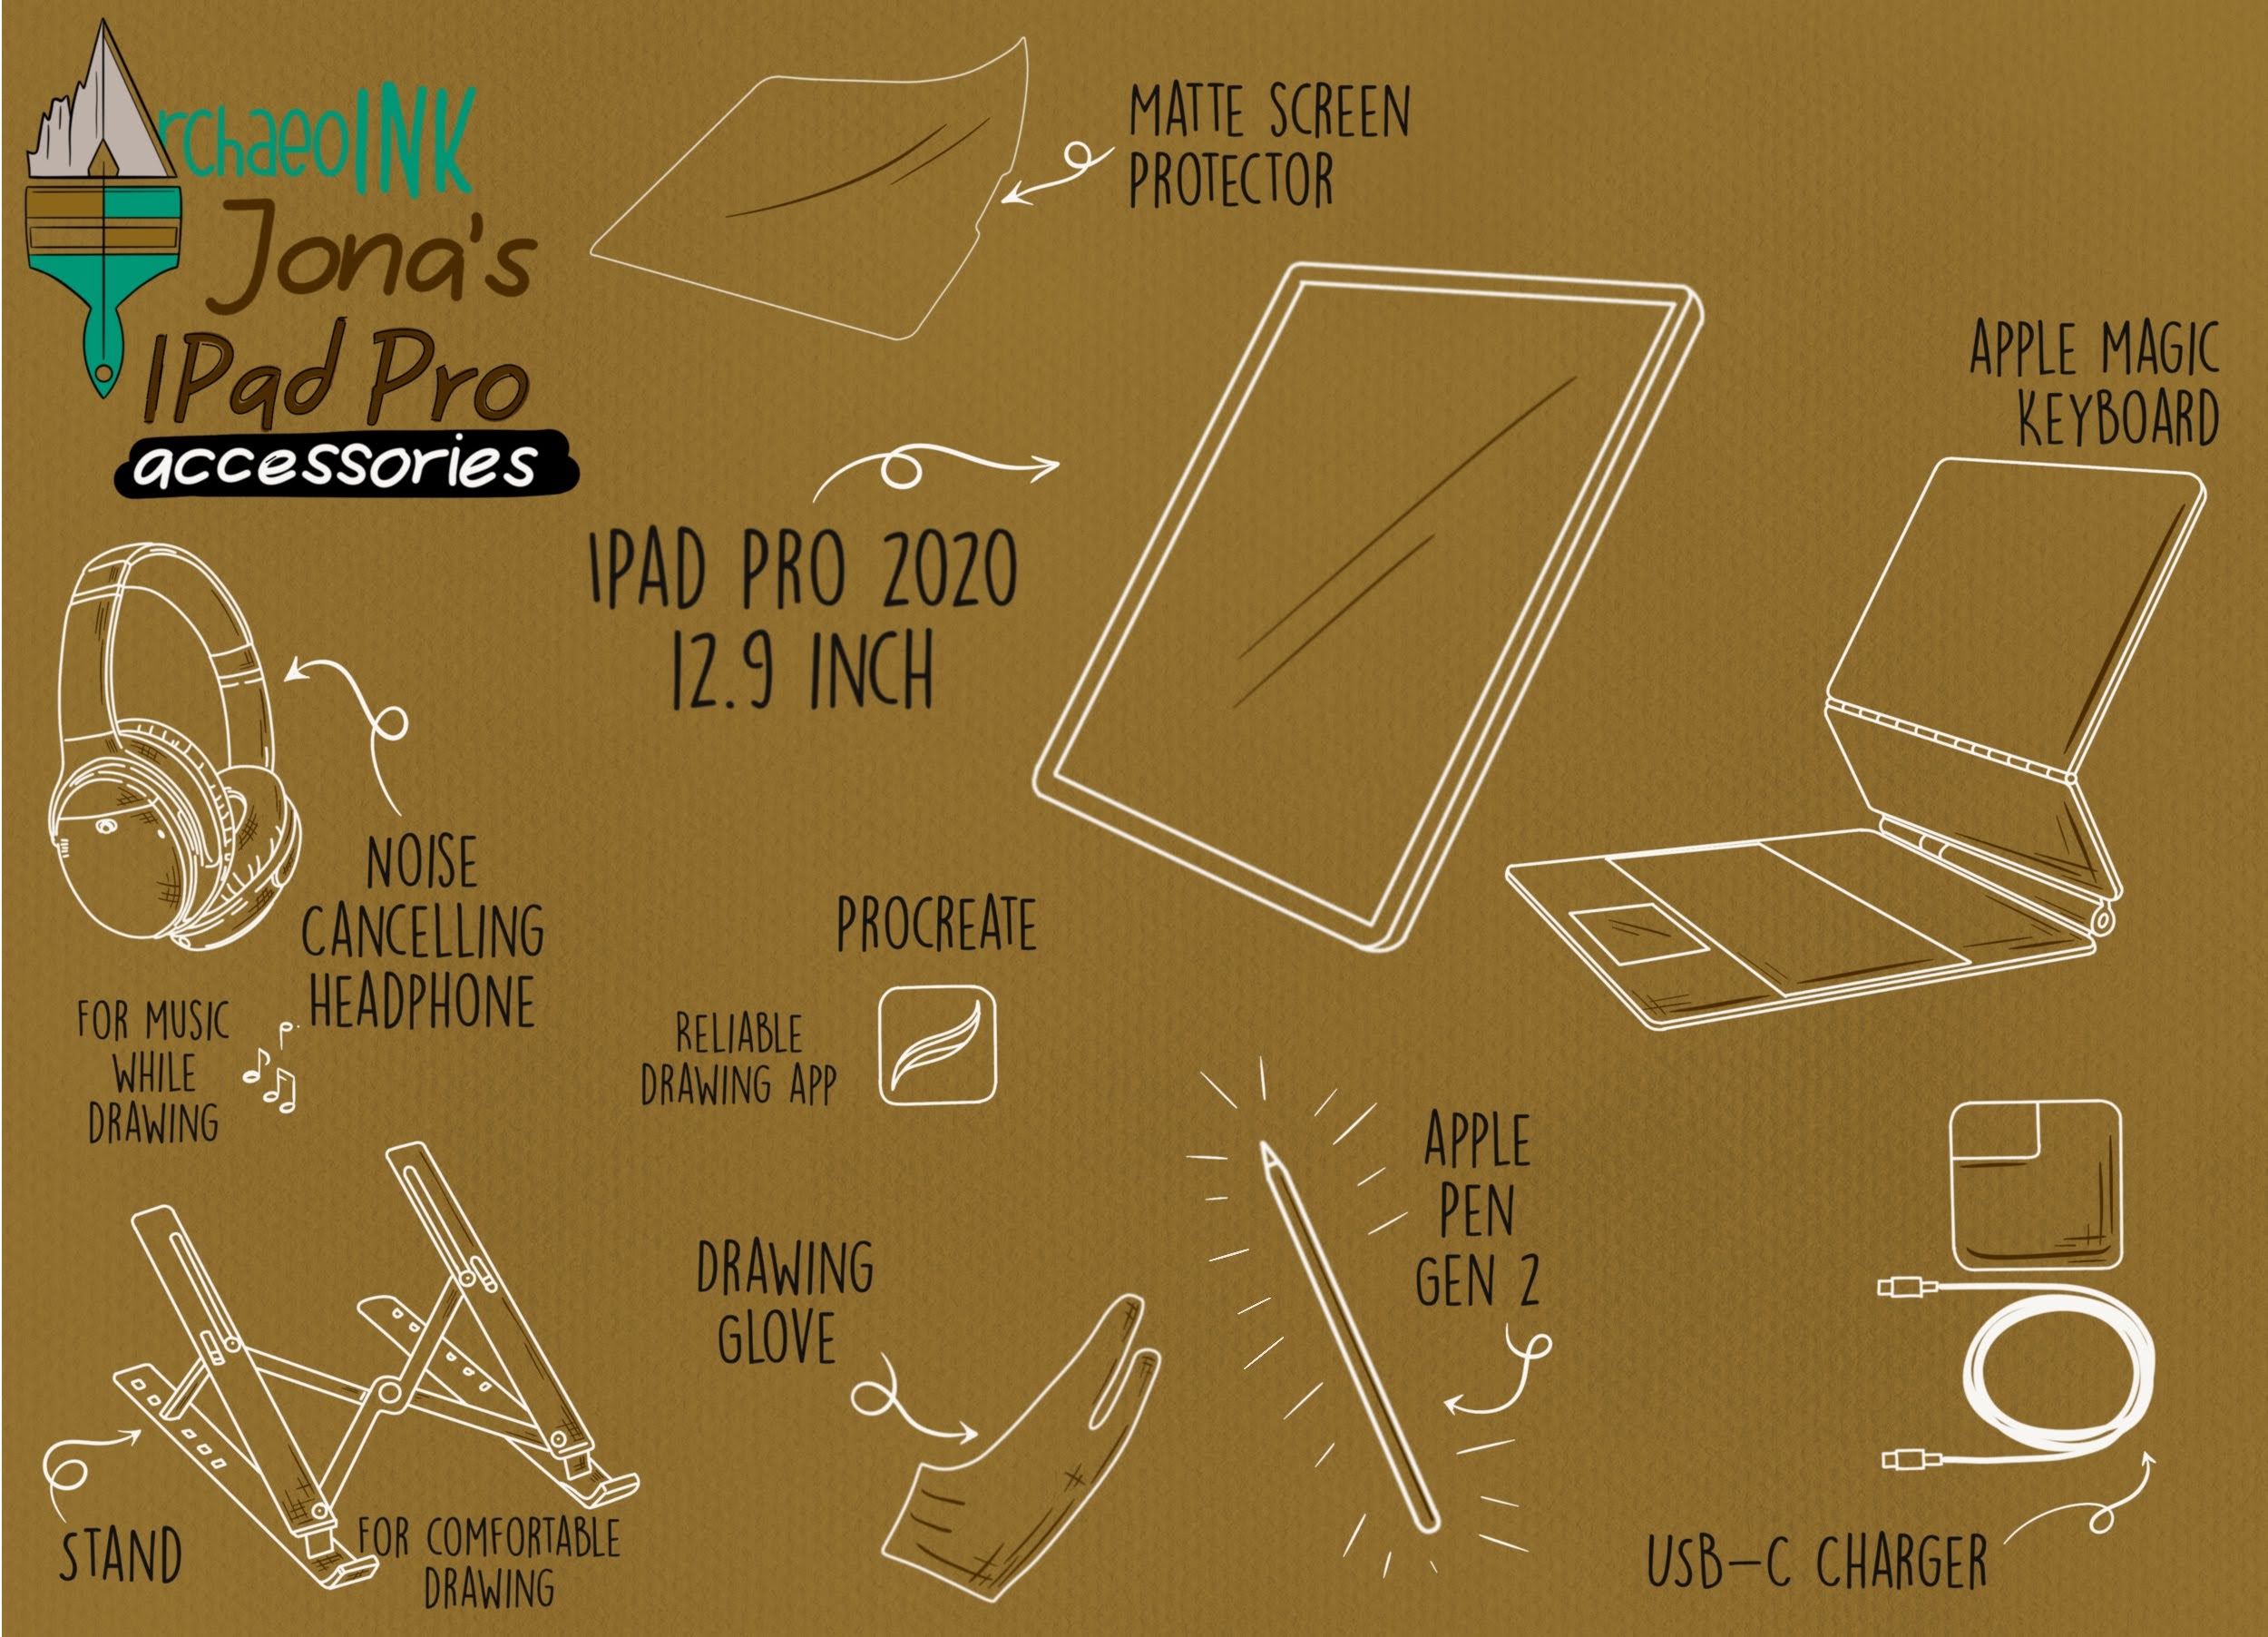 ArchaeoINK
Jona's
IPad Pro
accessories
MATTE SCREEN
PROTECTOR
IPAD PRO 2020
12.9 INCH
APPLE MAGIC
KEYBOARD
NOISE
CANCELLING
HEADPHONE
FOR MUSIC
WHILE
DRAWING
PROCREATE
RELIABLE
DRAWING APP
APPLE
PEN
GEN 2
DRAWING
GLOVE
STAND
FOR COMFORTABLE
DRAWING
USB-C CHARGER